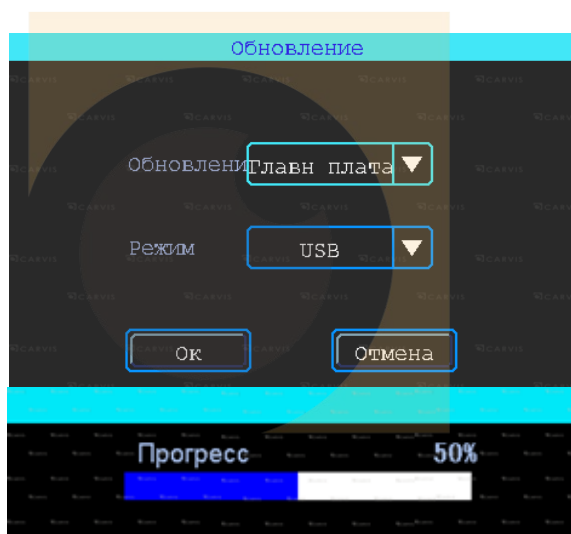 Обновление
Обновлени Главн плата
Режим USB
Ок Отмена
Прогресс 50%